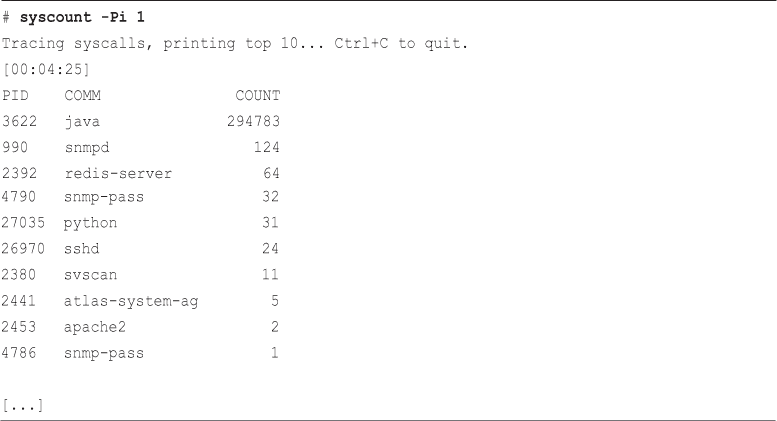 # syscount -Pi 1
Tracing syscalls, printing top 10... Ctrl+C to quit.
[00:04:25]
PID    COMM               COUNT
3622   java              294783
990    snmpd                124
2392   redis-server          64
4790   snmp-pass             32
27035  python                31
26970  sshd                  24
2380   svscan                11
2441   atlas-system-ag        5
2453   apache2                2
4786   snmp-pass              1
[...]